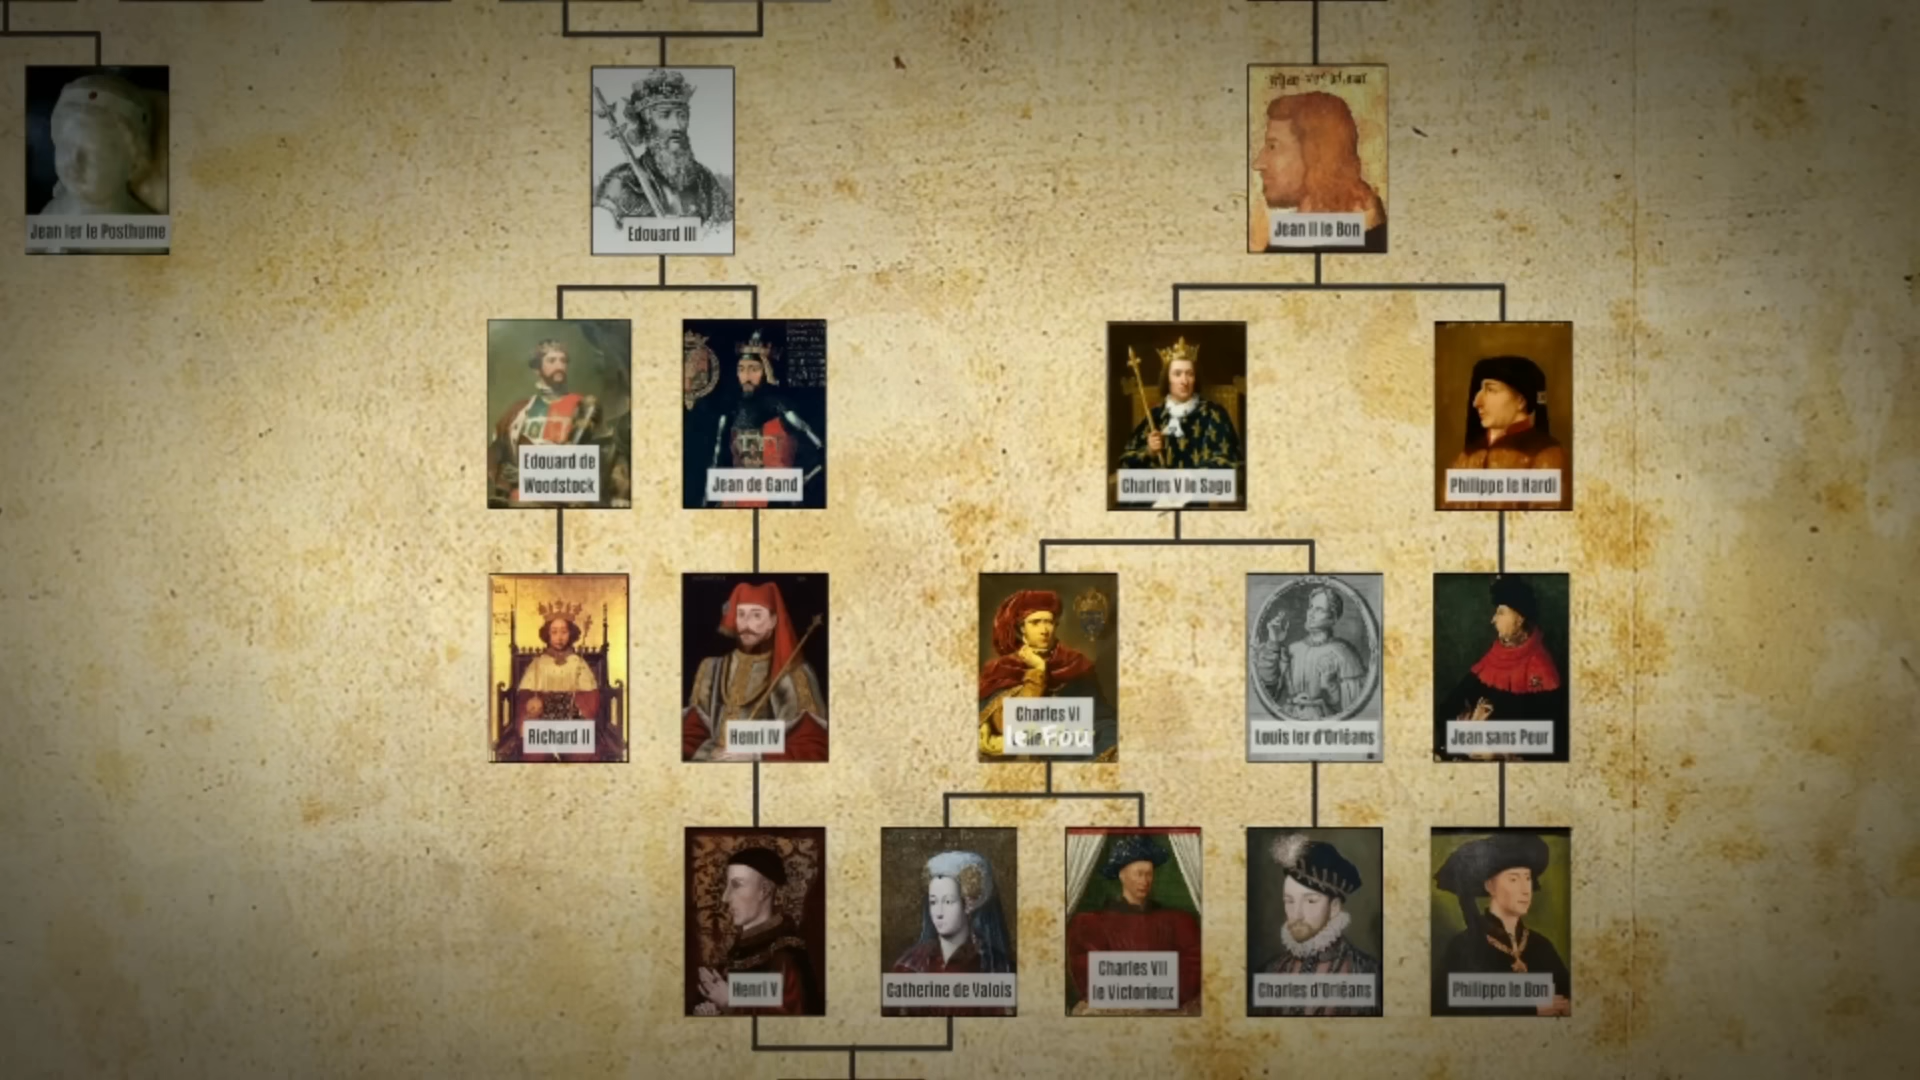 Jean Ier le Posthume
Edouard III
Jean II le Bon
Edouard de
Woodstock
Jean de Gand
Charles V le Sage
Philippe le Hardi
Richard II
Henri IV
Charles VI
le Fou
Louis Ier d'Orléans
Jean sans Peur
Henri V
Catherine de Valois
Charles VII
le Victorieux
Charles d'Orléans
Philippe le Bon